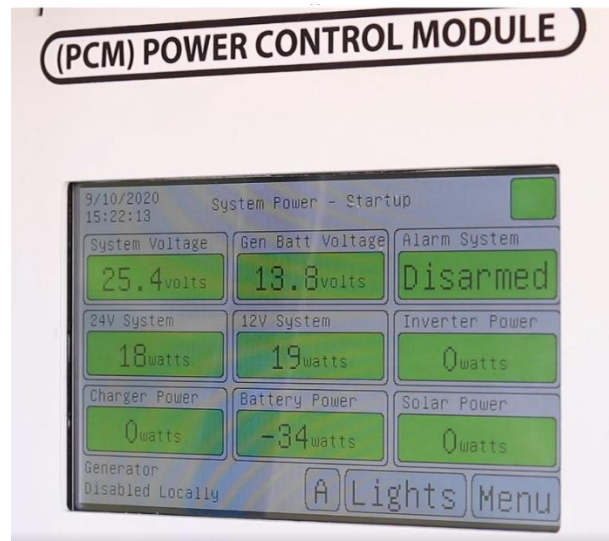 (PCM) POWER CONTROL MODULE
9/10/2020
15:22:13
System Power - Startup
System Voltage
25.4volts
Gen Batt Voltage
13.8volts
Alarm System
Disarmed
24V System
18watts
12V System
19watts
Inverter Power
0watts
Charger Power
0watts
Battery Power
-34watts
Solar Power
0watts
Generator
Disabled Locally
A
Lights
Menu